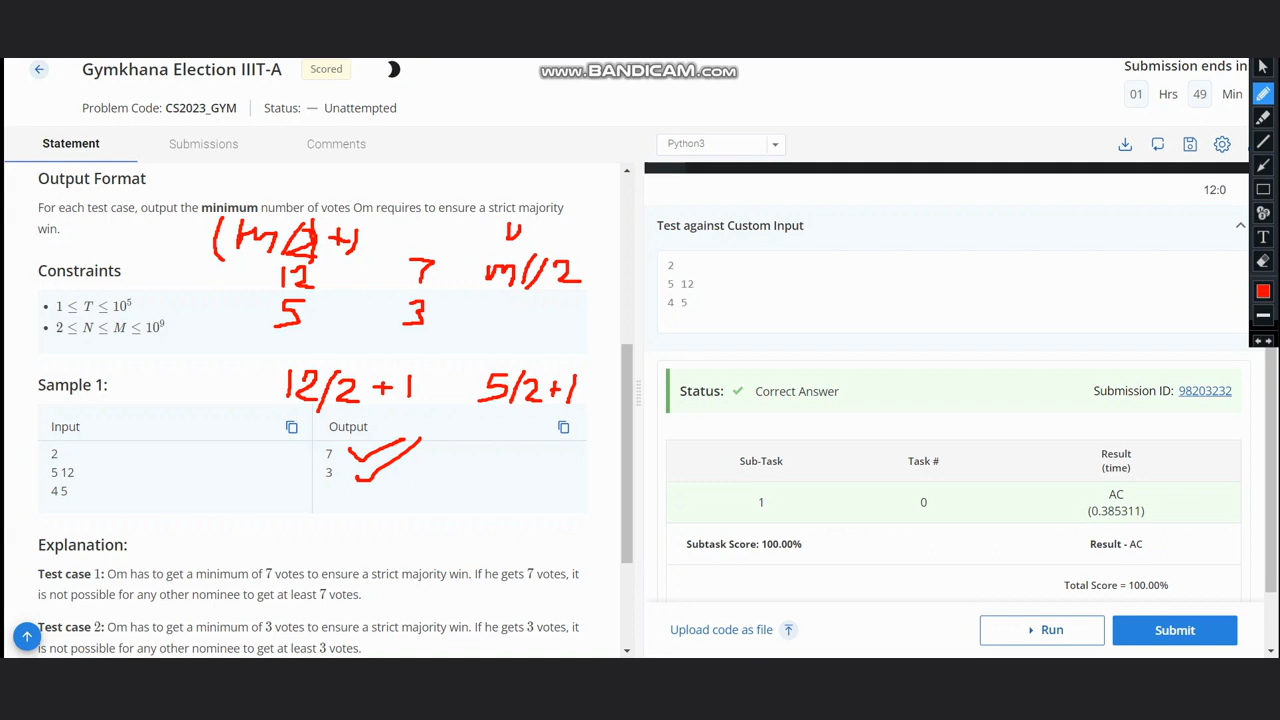 www.BANDICAM.com
Gymkhana Election IIIT-A
Scored
Submission ends in
Problem Code: CS2023_GYM
Status: — Unattempted
01 Hrs 49 Min
Statement
Submissions
Comments
Python3
Output Format
For each test case, output the minimum number of votes Om requires to ensure a strict majority
win.
(m/2) +1
12 7 m//2
5 3
Constraints
• 1 ≤ T ≤ 10^5
• 2 ≤ N ≤ M ≤ 10^9
12/2 + 1 5/2+1
Sample 1:
Input
Output
2
5 12
4 5
7
3
Explanation:
Test case 1: Om has to get a minimum of 7 votes to ensure a strict majority win. If he gets 7 votes, it
is not possible for any other nominee to get at least 7 votes.
Test case 2: Om has to get a minimum of 3 votes to ensure a strict majority win. If he gets 3 votes, it
is not possible for any other nominee to get at least 3 votes.
12:0
Test against Custom Input
2
5 12
4 5
Status: Correct Answer
Submission ID: 98203232
Sub-Task
Task #
Result
(time)
1
0
AC
(0.385311)
Subtask Score: 100.00%
Result - AC
Total Score = 100.00%
Upload code as file
Run
Submit